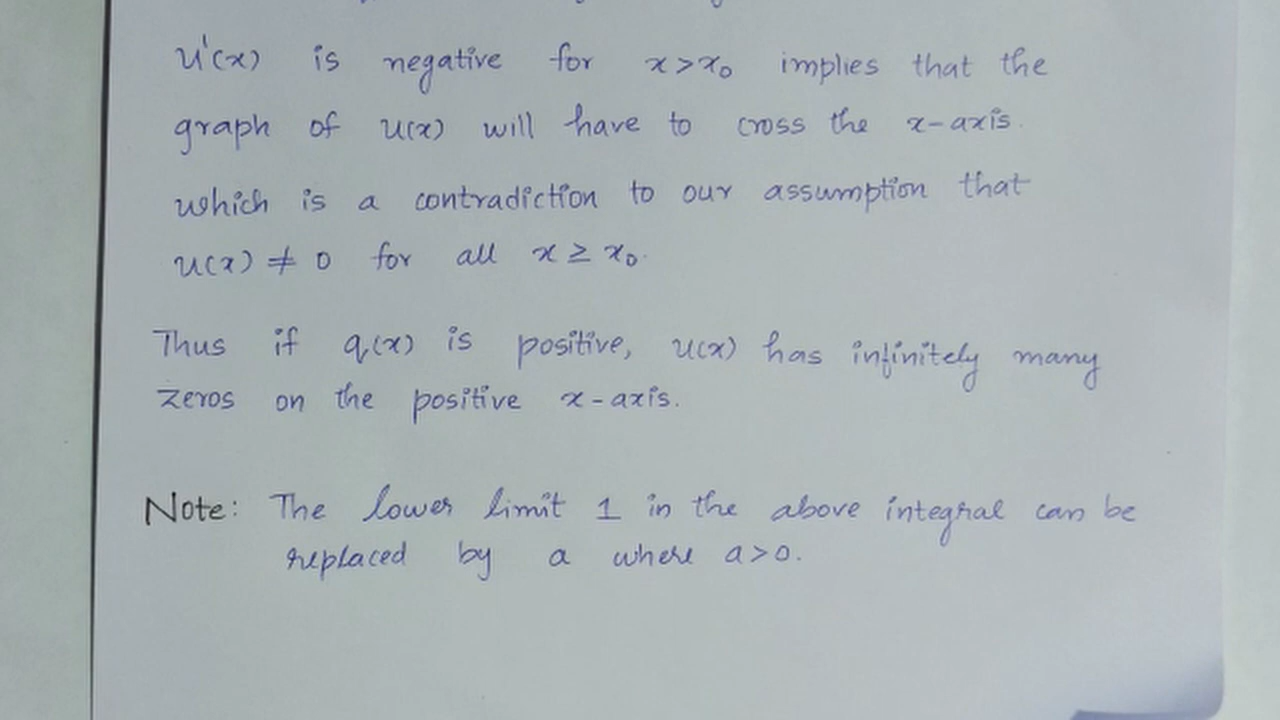 u'(x) is negative for x>x₀ implies that the
graph of u(x) will have to cross the x-axis.
which is a contradiction to our assumption that
u(x) ≠ 0 for all x ≥ x₀.
Thus if q(x) is positive, u(x) has infinitely many
zeros on the positive x-axis.
Note: The lower limit 1 in the above integral can be
replaced by a where a>0.